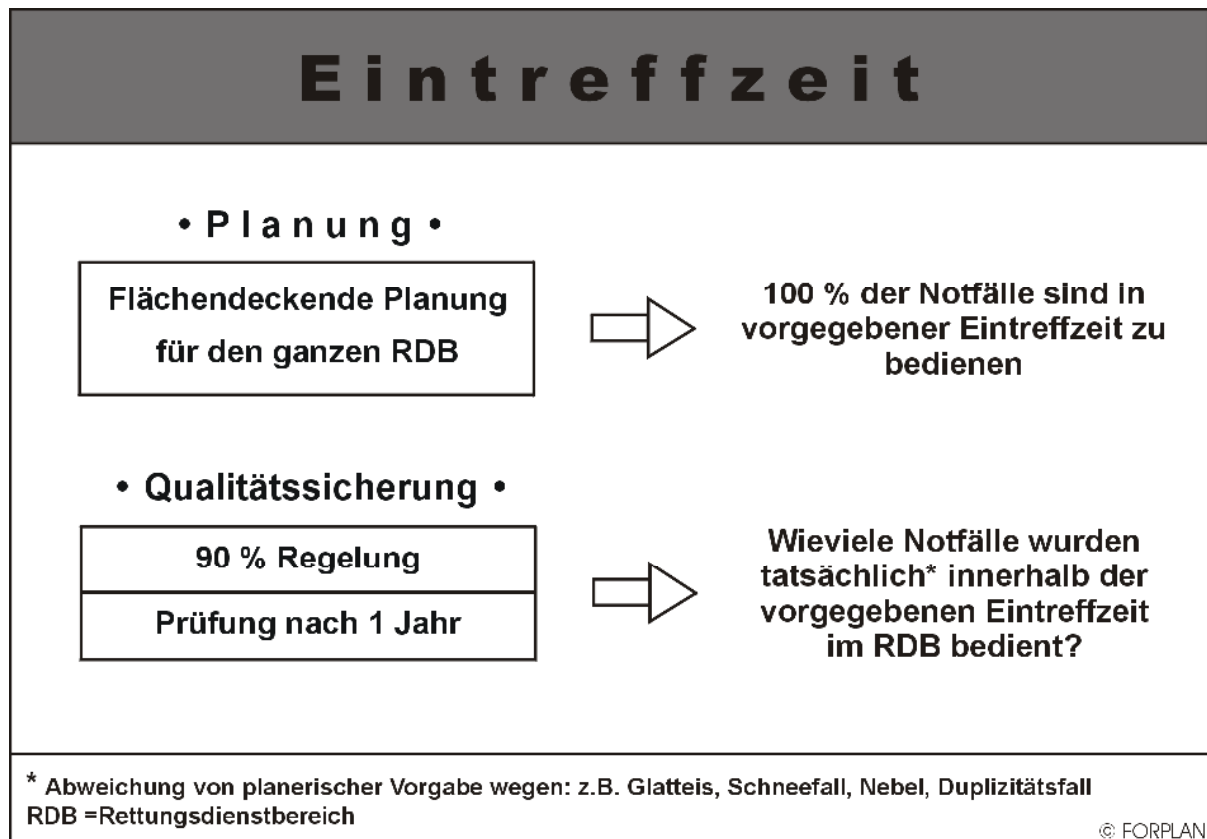 Eintreffzeit
• Planung •
Flächendeckende Planung
für den ganzen RDB
100 % der Notfälle sind in
vorgegebener Eintreffzeit zu
bedienen
• Qualitätssicherung •
90 % Regelung
Prüfung nach 1 Jahr
Wieviele Notfälle wurden
tatsächlich* innerhalb der
vorgegebenen Eintreffzeit
im RDB bedient?
* Abweichung von planerischer Vorgabe wegen: z.B. Glatteis, Schneefall, Nebel, Duplizitätsfall
RDB =Rettungsdienstbereich
© FORPLAN